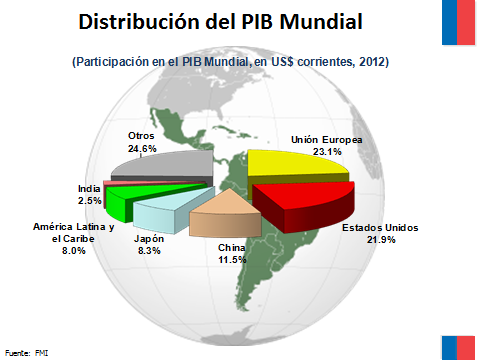 Distribución del PIB Mundial
(Participación en el PIB Mundial, en US$ corrientes, 2012)
Otros
24.6%
Unión Europea
23.1%
India
2.5%
América Latina y
el Caribe
8.0%
Japón
8.3%
China
11.5%
Estados Unidos
21.9%
Fuente: FMI